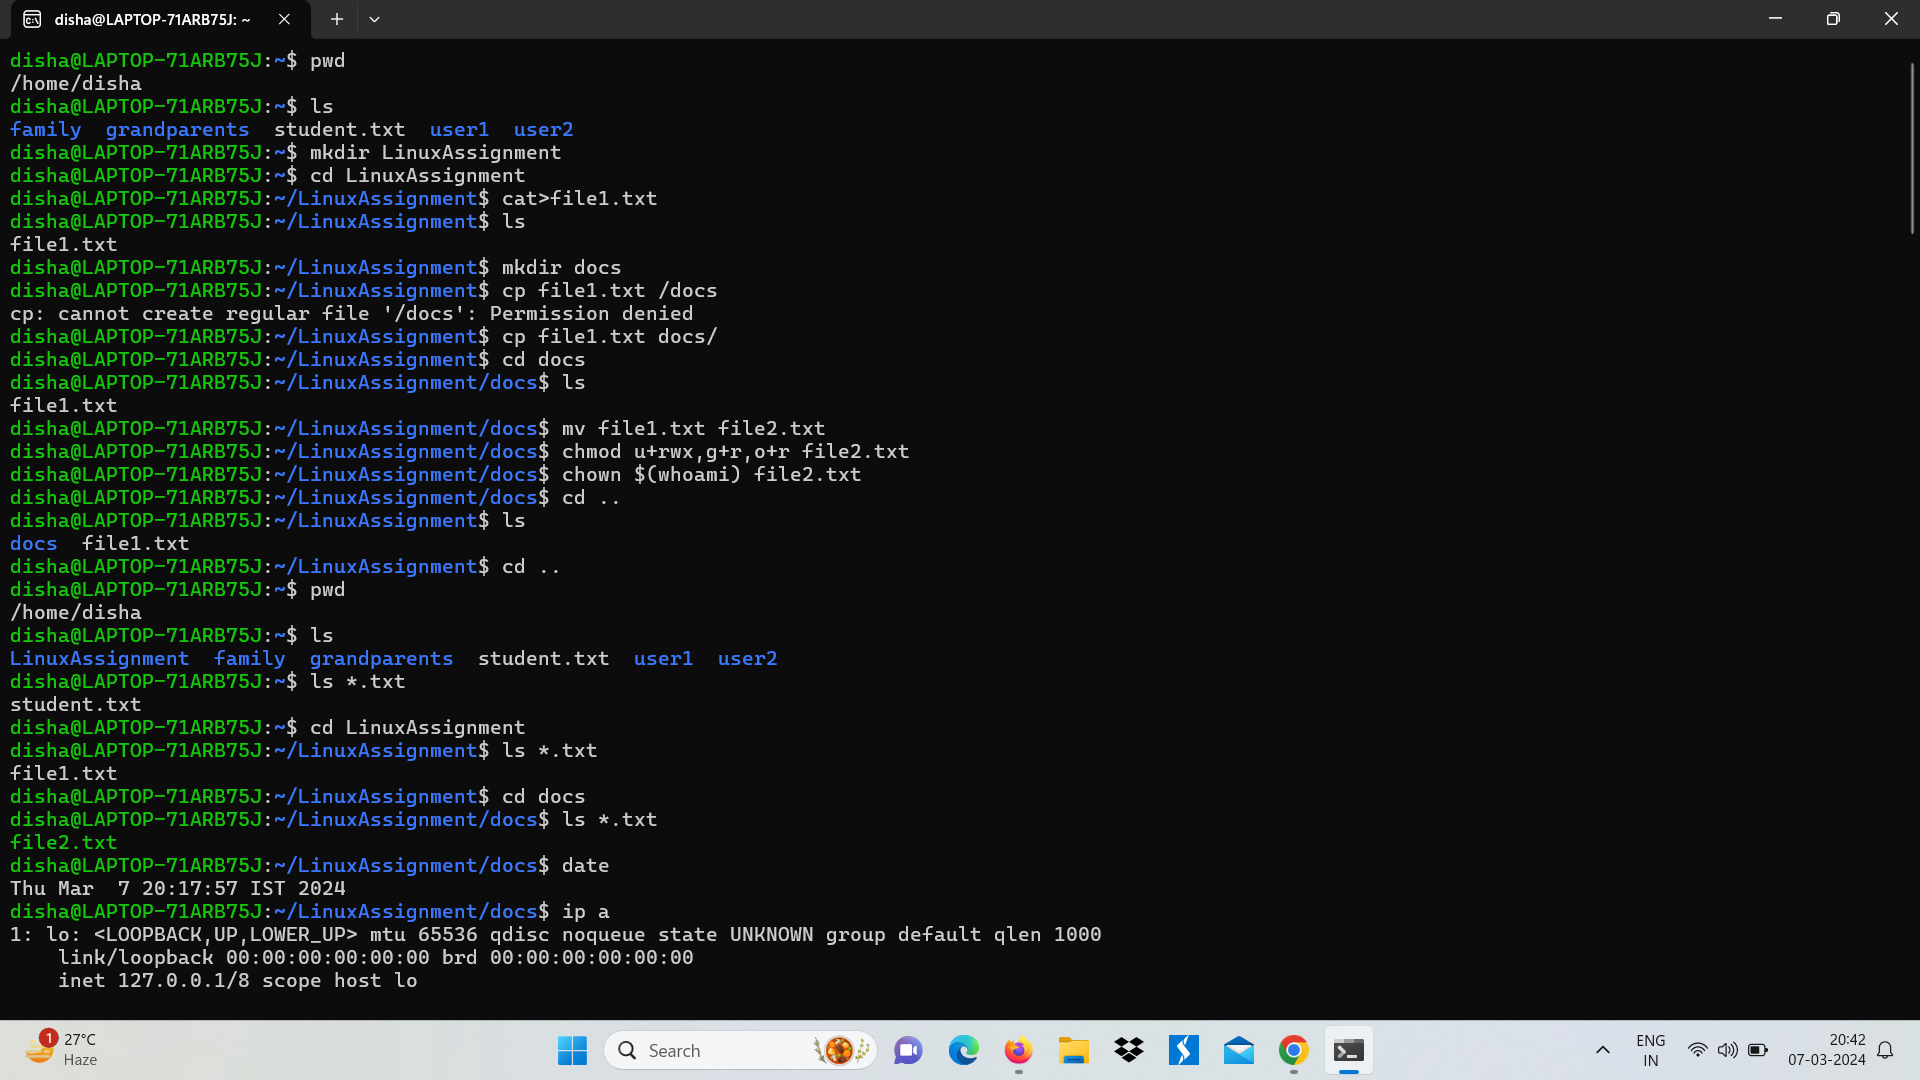 disha@LAPTOP-71ARB75J: ~
disha@LAPTOP-71ARB75J:~$ pwd
/home/disha
disha@LAPTOP-71ARB75J:~$ ls
family  grandparents  student.txt  user1  user2
disha@LAPTOP-71ARB75J:~$ mkdir LinuxAssignment
disha@LAPTOP-71ARB75J:~$ cd LinuxAssignment
disha@LAPTOP-71ARB75J:~/LinuxAssignment$ cat>file1.txt
disha@LAPTOP-71ARB75J:~/LinuxAssignment$ ls
file1.txt
disha@LAPTOP-71ARB75J:~/LinuxAssignment$ mkdir docs
disha@LAPTOP-71ARB75J:~/LinuxAssignment$ cp file1.txt /docs
cp: cannot create regular file '/docs': Permission denied
disha@LAPTOP-71ARB75J:~/LinuxAssignment$ cp file1.txt docs/
disha@LAPTOP-71ARB75J:~/LinuxAssignment$ cd docs
disha@LAPTOP-71ARB75J:~/LinuxAssignment/docs$ ls
file1.txt
disha@LAPTOP-71ARB75J:~/LinuxAssignment/docs$ mv file1.txt file2.txt
disha@LAPTOP-71ARB75J:~/LinuxAssignment/docs$ chmod u+rwx,g+r,o+r file2.txt
disha@LAPTOP-71ARB75J:~/LinuxAssignment/docs$ chown $(whoami) file2.txt
disha@LAPTOP-71ARB75J:~/LinuxAssignment/docs$ cd ..
disha@LAPTOP-71ARB75J:~/LinuxAssignment$ ls
docs  file1.txt
disha@LAPTOP-71ARB75J:~/LinuxAssignment$ cd ..
disha@LAPTOP-71ARB75J:~$ pwd
/home/disha
disha@LAPTOP-71ARB75J:~$ ls
LinuxAssignment  family  grandparents  student.txt  user1  user2
disha@LAPTOP-71ARB75J:~$ ls *.txt
student.txt
disha@LAPTOP-71ARB75J:~$ cd LinuxAssignment
disha@LAPTOP-71ARB75J:~/LinuxAssignment$ ls *.txt
file1.txt
disha@LAPTOP-71ARB75J:~/LinuxAssignment$ cd docs
disha@LAPTOP-71ARB75J:~/LinuxAssignment/docs$ ls *.txt
file2.txt
disha@LAPTOP-71ARB75J:~/LinuxAssignment/docs$ date
Thu Mar  7 20:17:57 IST 2024
disha@LAPTOP-71ARB75J:~/LinuxAssignment/docs$ ip a
1: lo: <LOOPBACK,UP,LOWER_UP> mtu 65536 qdisc noqueue state UNKNOWN group default qlen 1000
    link/loopback 00:00:00:00:00:00 brd 00:00:00:00:00:00
    inet 127.0.0.1/8 scope host lo
1
27°C
Haze
Search
ENG
IN
20:42
07-03-2024